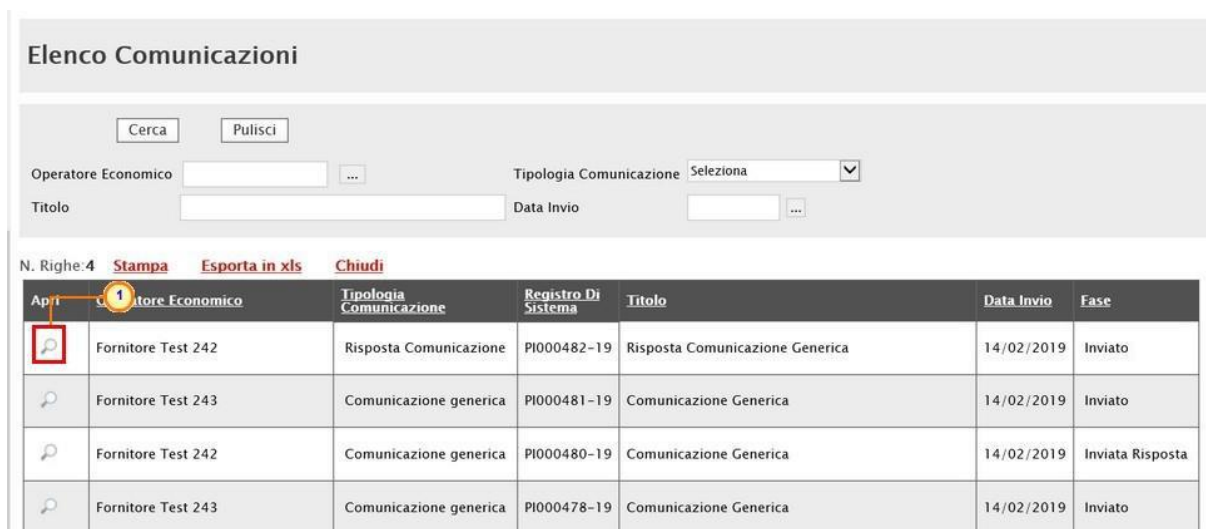 Elenco Comunicazioni
Cerca Pulisci
Operatore Economico ... Tipologia Comunicazione Seleziona
Titolo Data Invio ...
N. Righe:4 Stampa Esporta in xls Chiudi
Apri 1 Economico Tipologia Comunicazione Registro Di Sistema Titolo Data Invio Fase
Fornitore Test 242 Risposta Comunicazione PI000482-19 Risposta Comunicazione Generica 14/02/2019 Inviato
Fornitore Test 243 Comunicazione generica PI000481-19 Comunicazione Generica 14/02/2019 Inviato
Fornitore Test 242 Comunicazione generica PI000480-19 Comunicazione Generica 14/02/2019 Inviata Risposta
Fornitore Test 243 Comunicazione generica PI000478-19 Comunicazione Generica 14/02/2019 Inviato